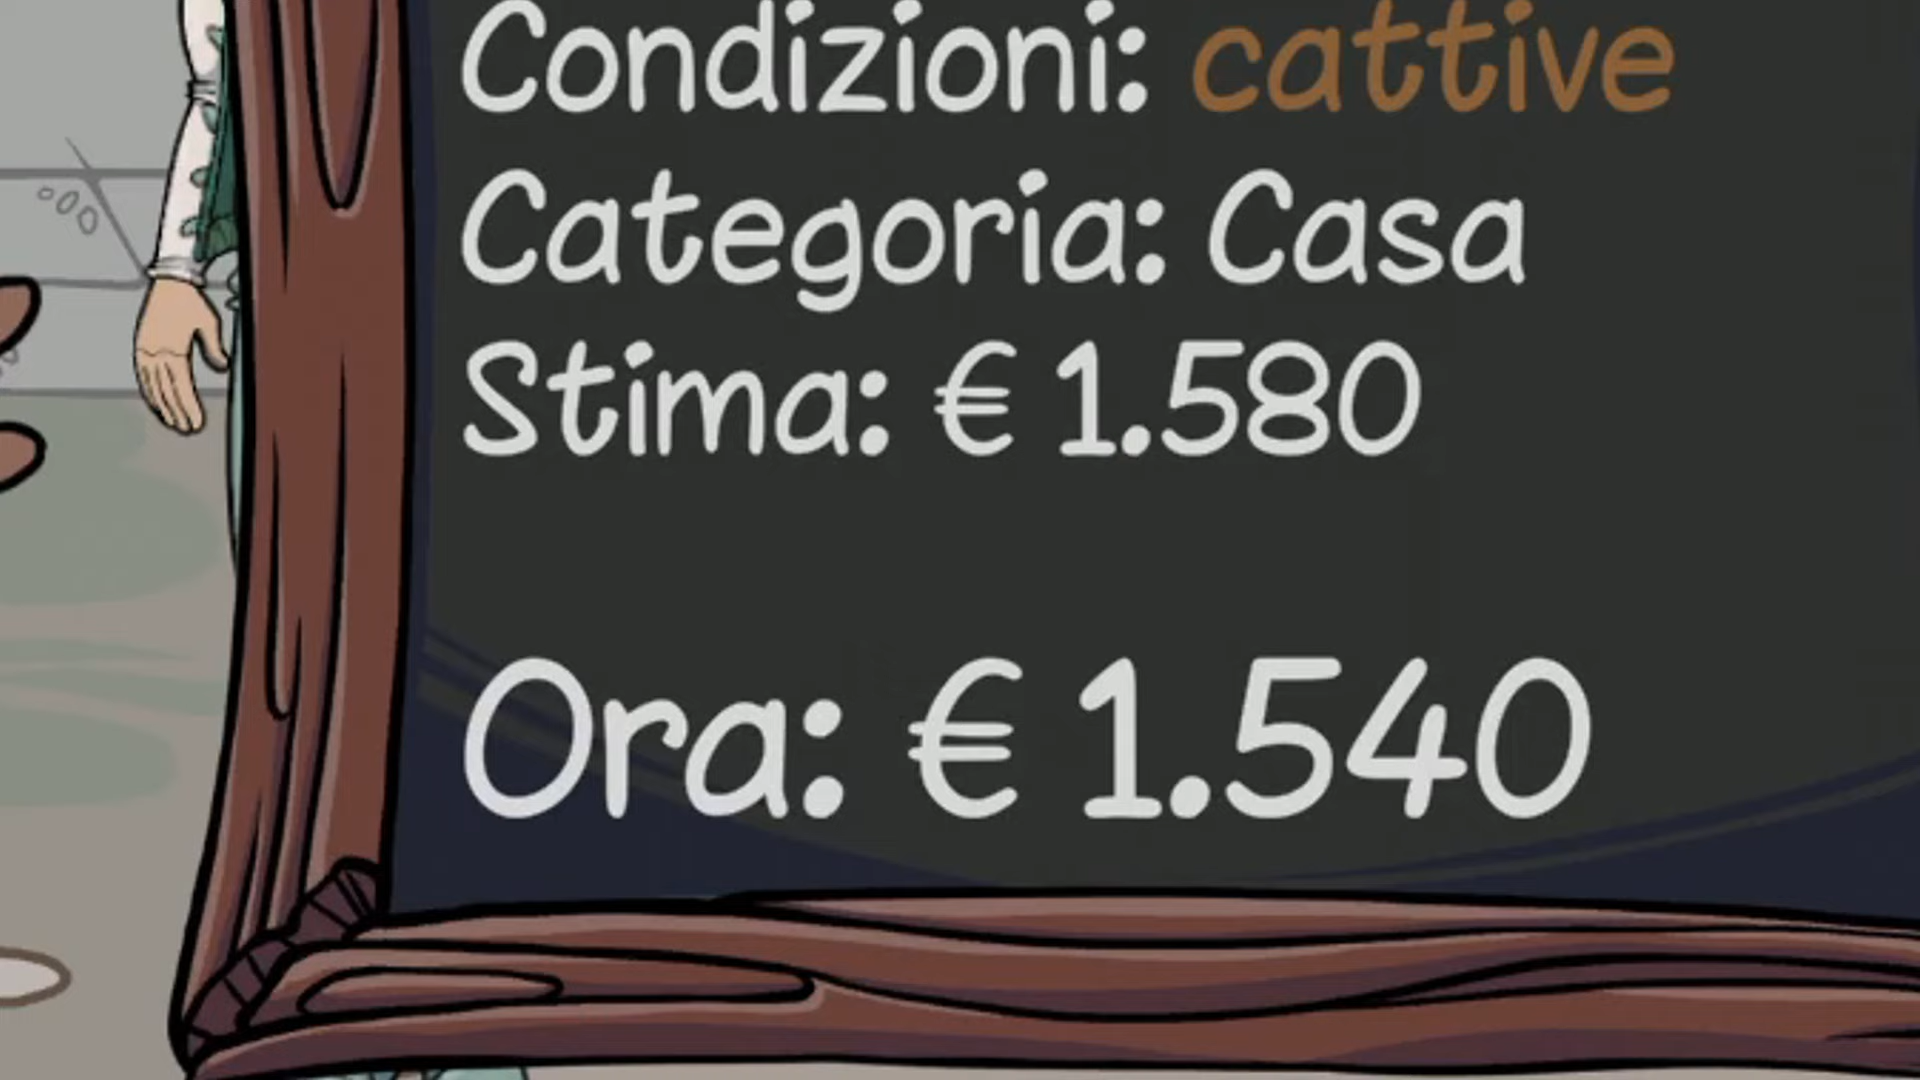 Condizioni: cattive
Categoria: Casa
Stima: € 1.580
Ora: € 1.540